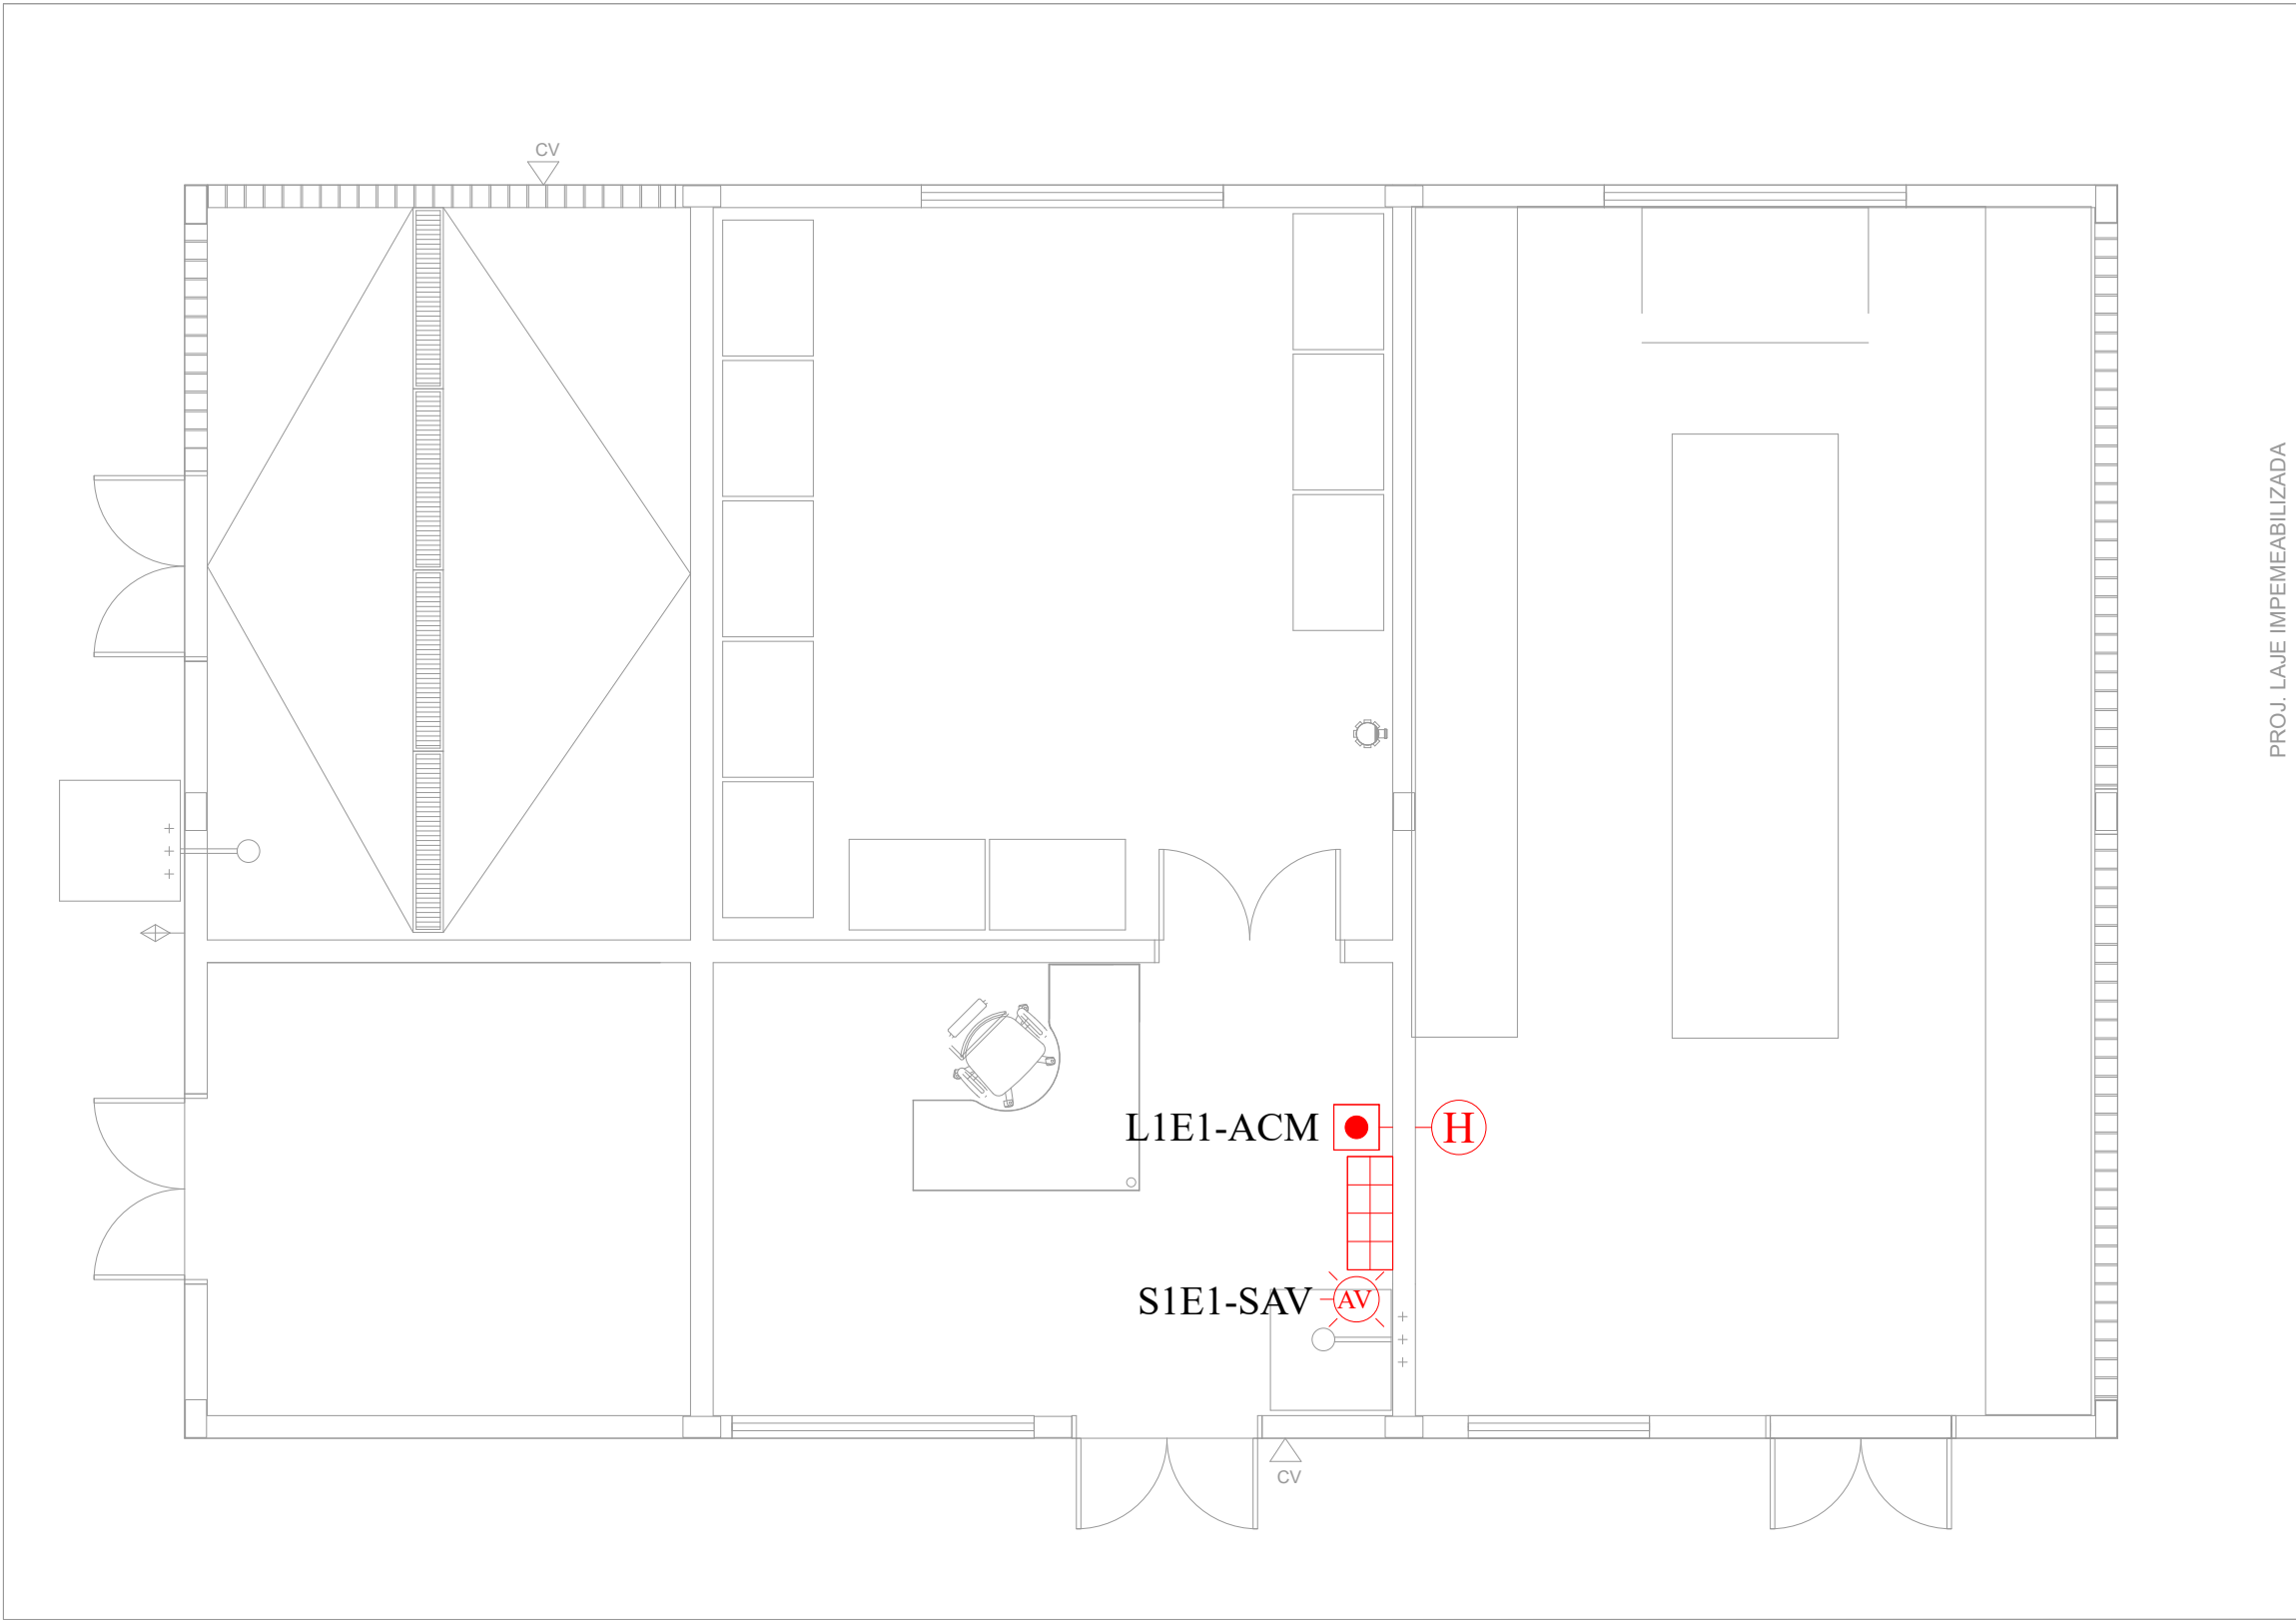 CV
PROJ. LAJE IMPEMEABILIZADA
L1E1-ACM
H
S1E1-SAV
AV
CV